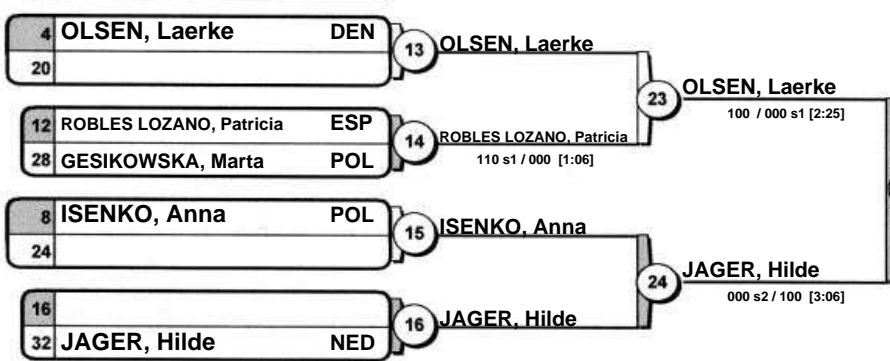 4 OLSEN, Laerke DEN
20
13 OLSEN, Laerke
12 ROBLES LOZANO, Patricia ESP
28 GESIKOWSKA, Marta POL
14 ROBLES LOZANO, Patricia
110 s1 / 000 [1:06]
23 OLSEN, Laerke
100 / 000 s1 [2:25]
8 ISENKO, Anna POL
24
15 ISENKO, Anna
16
32 JAGER, Hilde NED
16 JAGER, Hilde
24 JAGER, Hilde
000 s2 / 100 [3:06]